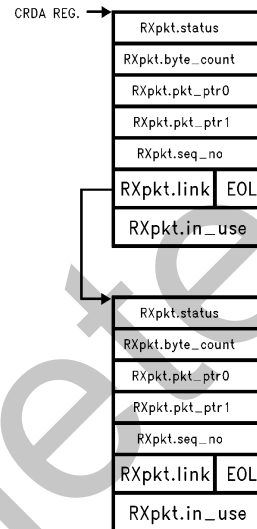 CRDA REG.
RXpkt.status
RXpkt.byte_count
RXpkt.pkt_ptr0
RXpkt.pkt_ptr1
RXpkt.seq_no
RXpkt.link EOL
RXpkt.in_use
RXpkt.status
RXpkt.byte_count
RXpkt.pkt_ptr0
RXpkt.pkt_ptr1
RXpkt.seq_no
RXpkt.link EOL
RXpkt.in_use